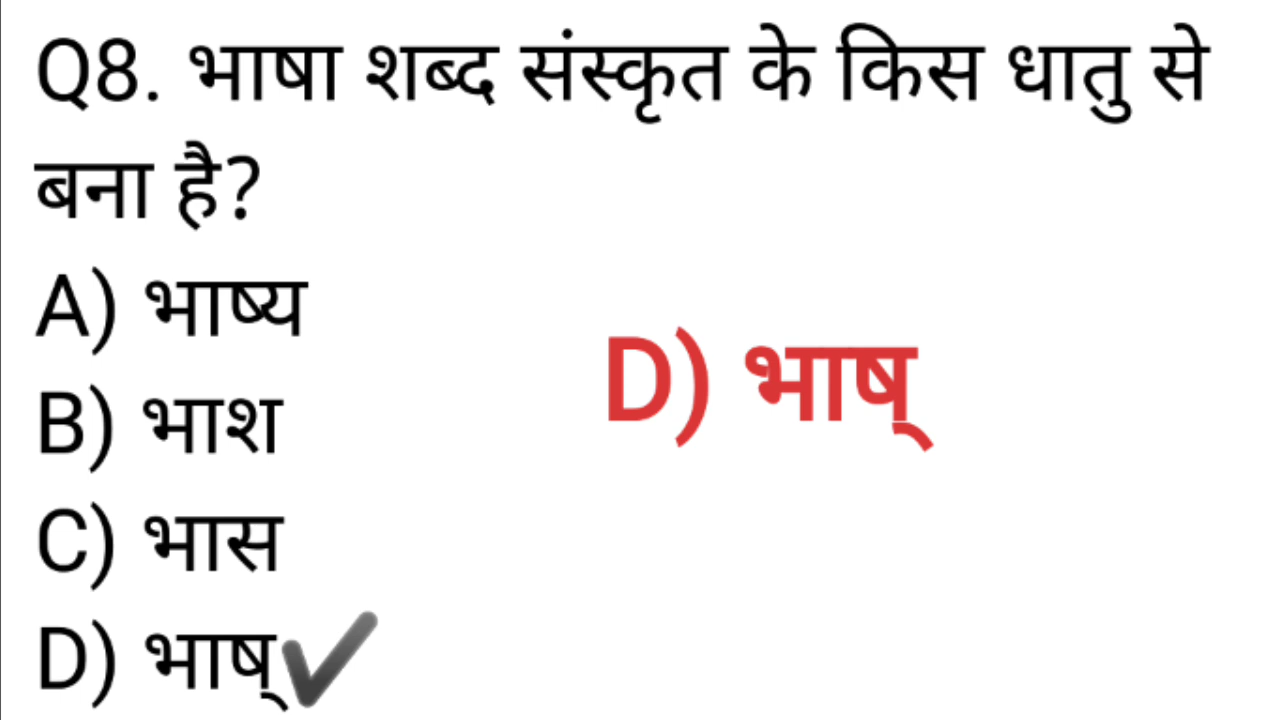 Q8. भाषा शब्द संस्कृत के किस धातु से
बना है?
A) भाष्य
B) भाश
C) भास
D) भाष्
D) भाष्